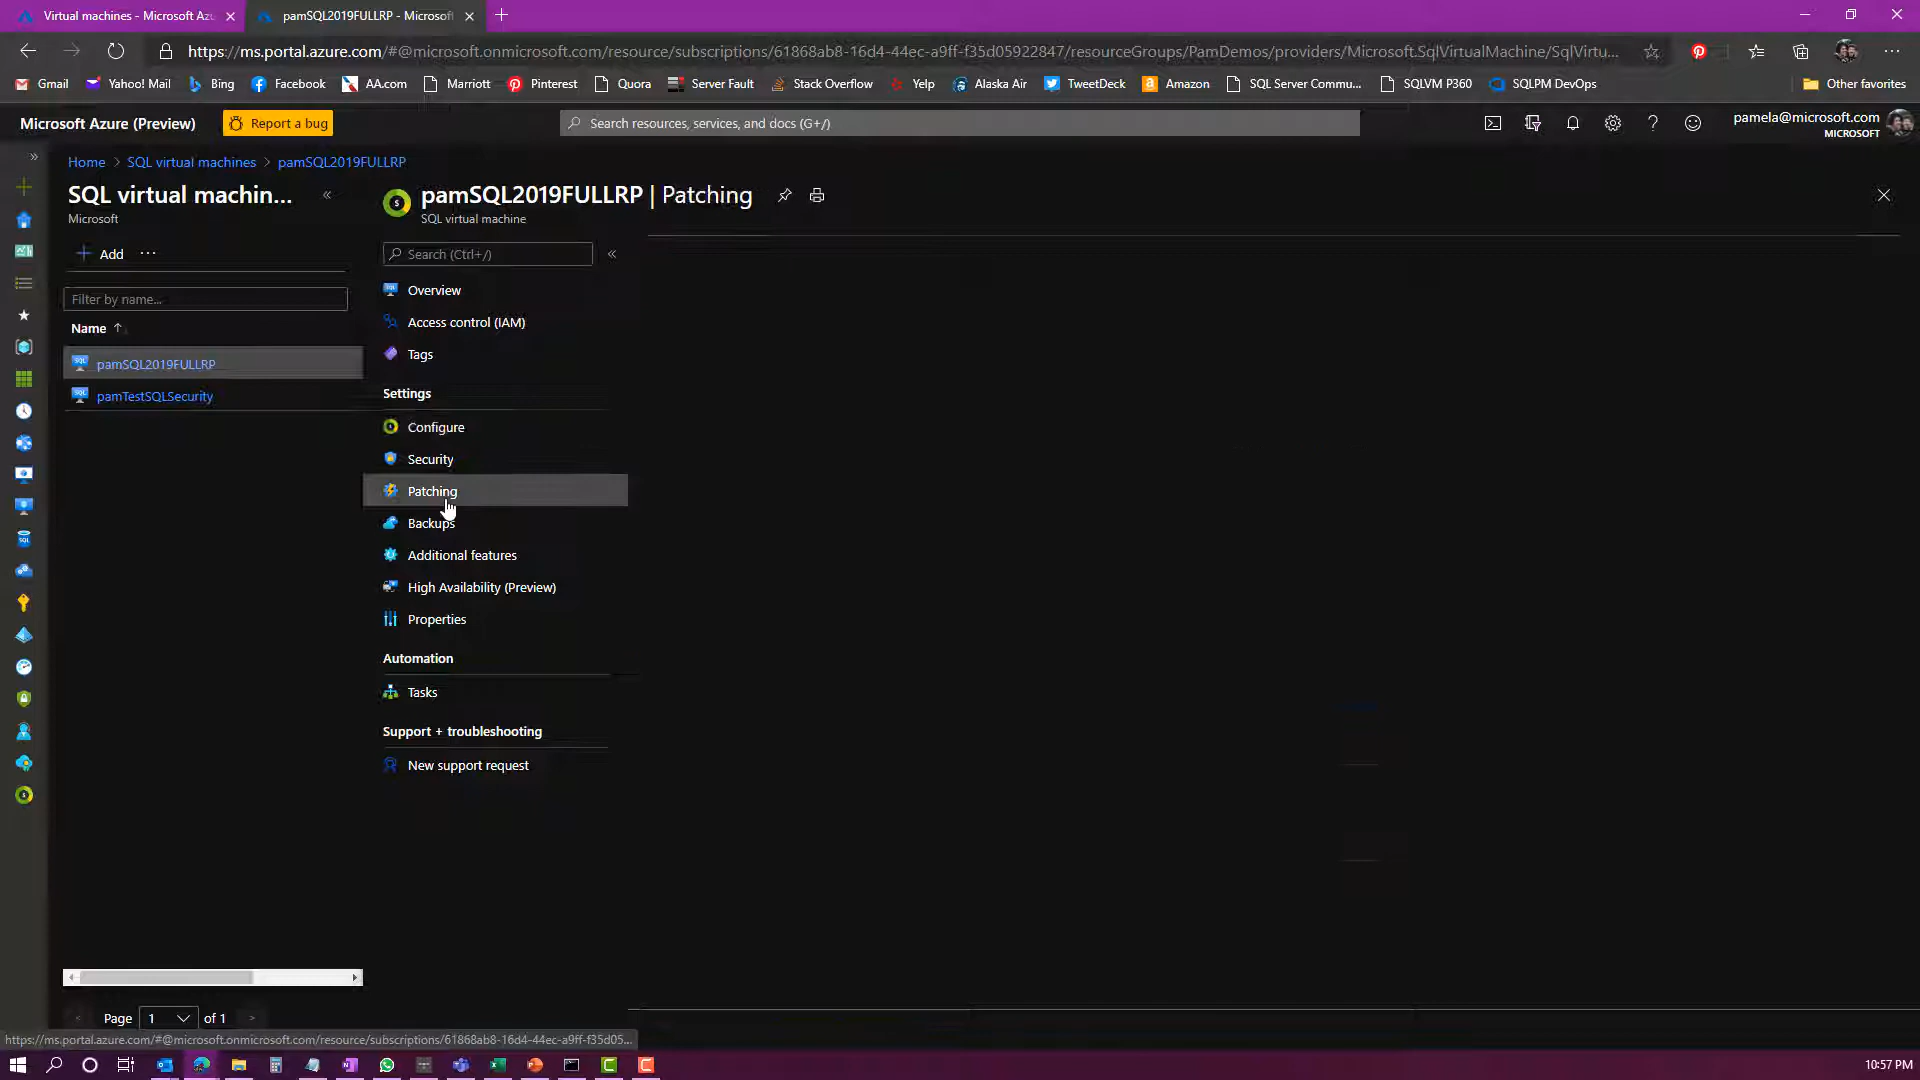 Virtual machines - Microsoft Azu
pamSQL2019FULLRP - Microsoft
https://ms.portal.azure.com/#@microsoft.onmicrosoft.com/resource/subscriptions/61868ab8-16d4-44ec-a9ff-f35d05922847/resourceGroups/PamDemos/providers/Microsoft.SqlVirtualMachine/SqlVirtu...
Gmail Yahoo! Mail Bing Facebook AA.com Marriott Pinterest Quora Server Fault Stack Overflow Yelp Alaska Air TweetDeck Amazon SQL Server Commu... SQLVM P360 SQLPM DevOps Other favorites
Microsoft Azure (Preview)
Report a bug
Search resources, services, and docs (G+/)
pamela@microsoft.com
MICROSOFT
Home > SQL virtual machines > pamSQL2019FULLRP
SQL virtual machin...
Microsoft
pamSQL2019FULLRP | Patching
SQL virtual machine
Add ...
Search (Ctrl+/)
Filter by name...
Name ↑
pamSQL2019FULLRP
pamTestSQLSecurity
Overview
Access control (IAM)
Tags
Settings
Configure
Security
Patching
Backups
Additional features
High Availability (Preview)
Properties
Automation
Tasks
Support + troubleshooting
New support request
< Page 1 of 1 >
https://ms.portal.azure.com/#@microsoft.onmicrosoft.com/resource/subscriptions/61868ab8-16d4-44ec-a9ff-f35d05...
10:57 PM